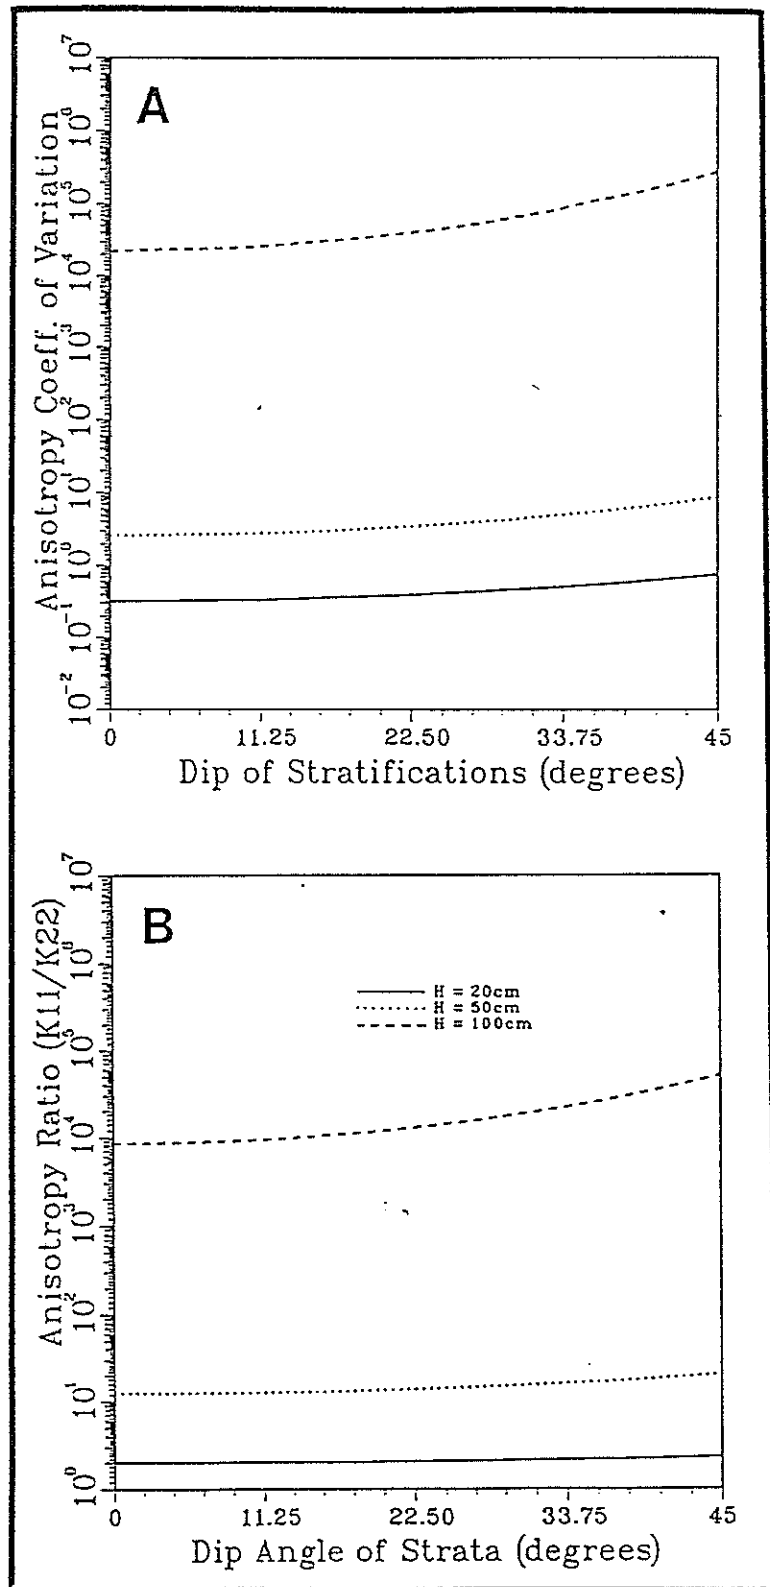 A
Anisotropy Coeff. of Variation
10^7
10^6
10^5
10^4
10^3
10^2
10^1
10^0
10^-1
10^-2
0 11.25 22.50 33.75 45
Dip of Stratifications (degrees)
B
Anisotropy Ratio (K11/K22)
10^7
10^6
10^5
10^4
10^3
10^2
10^1
10^0
H = 20cm
H = 50cm
H = 100cm
0 11.25 22.50 33.75 45
Dip Angle of Strata (degrees)